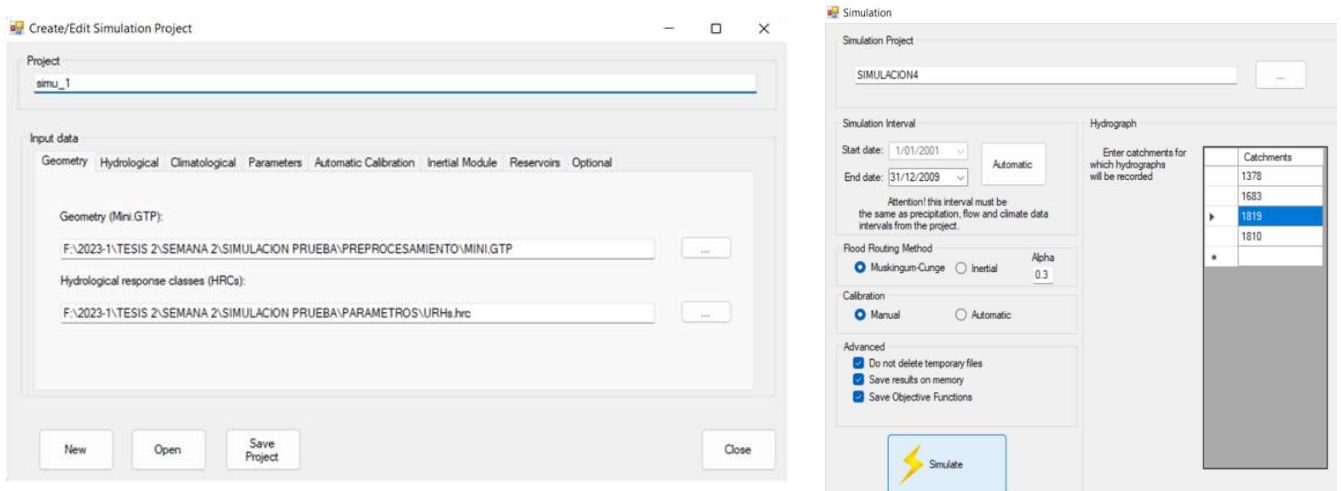 Create/Edit Simulation Project
Project
simu_1
Input data
Geometry Hydrological Climatological Parameters Automatic Calibration Inertial Module Reservoirs Optional
Geometry (Mini.GTP):
F:\2023-1\TESIS 2\SEMANA 2\SIMULACION PRUEBA\PREPROCESAMIENTO\MINI.GTP
...
Hydrological response classes (HRCs):
F:\2023-1\TESIS 2\SEMANA 2\SIMULACION PRUEBA\PARAMETROS\URHs.hrc
...
New
Open
Save
Project
Close
Simulation
Simulation Project
SIMULACION4
...
Simulation Interval
Start date: 1/01/2001
End date: 31/12/2009
Automatic
Attention! this interval must be
the same as precipitation, flow and climate data
intervals from the project.
Flood Routing Method
Muskingum-Cunge
Inertial
Alpha
0.3
Calibration
Manual
Automatic
Advanced
Do not delete temporary files
Save results on memory
Save Objective Functions
Simulate
Hydrograph
Enter catchments for
which hydrographs
will be recorded
Catchments
1378
1683
1819
1810